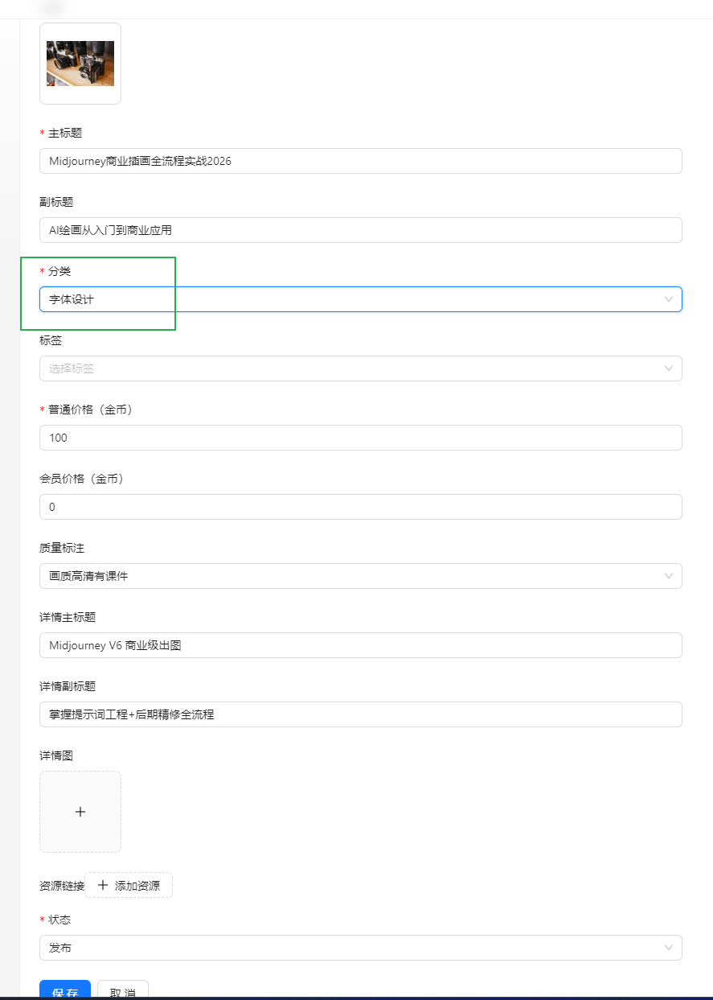 * 主标题
Midjourney商业插画全流程实战2026
副标题
AI绘画从入门到商业应用
* 分类
字体设计
标签
选择标签
* 普通价格（金币）
100
会员价格（金币）
0
质量标注
画质高清有课件
详情主标题
Midjourney V6 商业级出图
详情副标题
掌握提示词工程+后期精修全流程
详情图
资源链接 + 添加资源
* 状态
发布
保存 取消